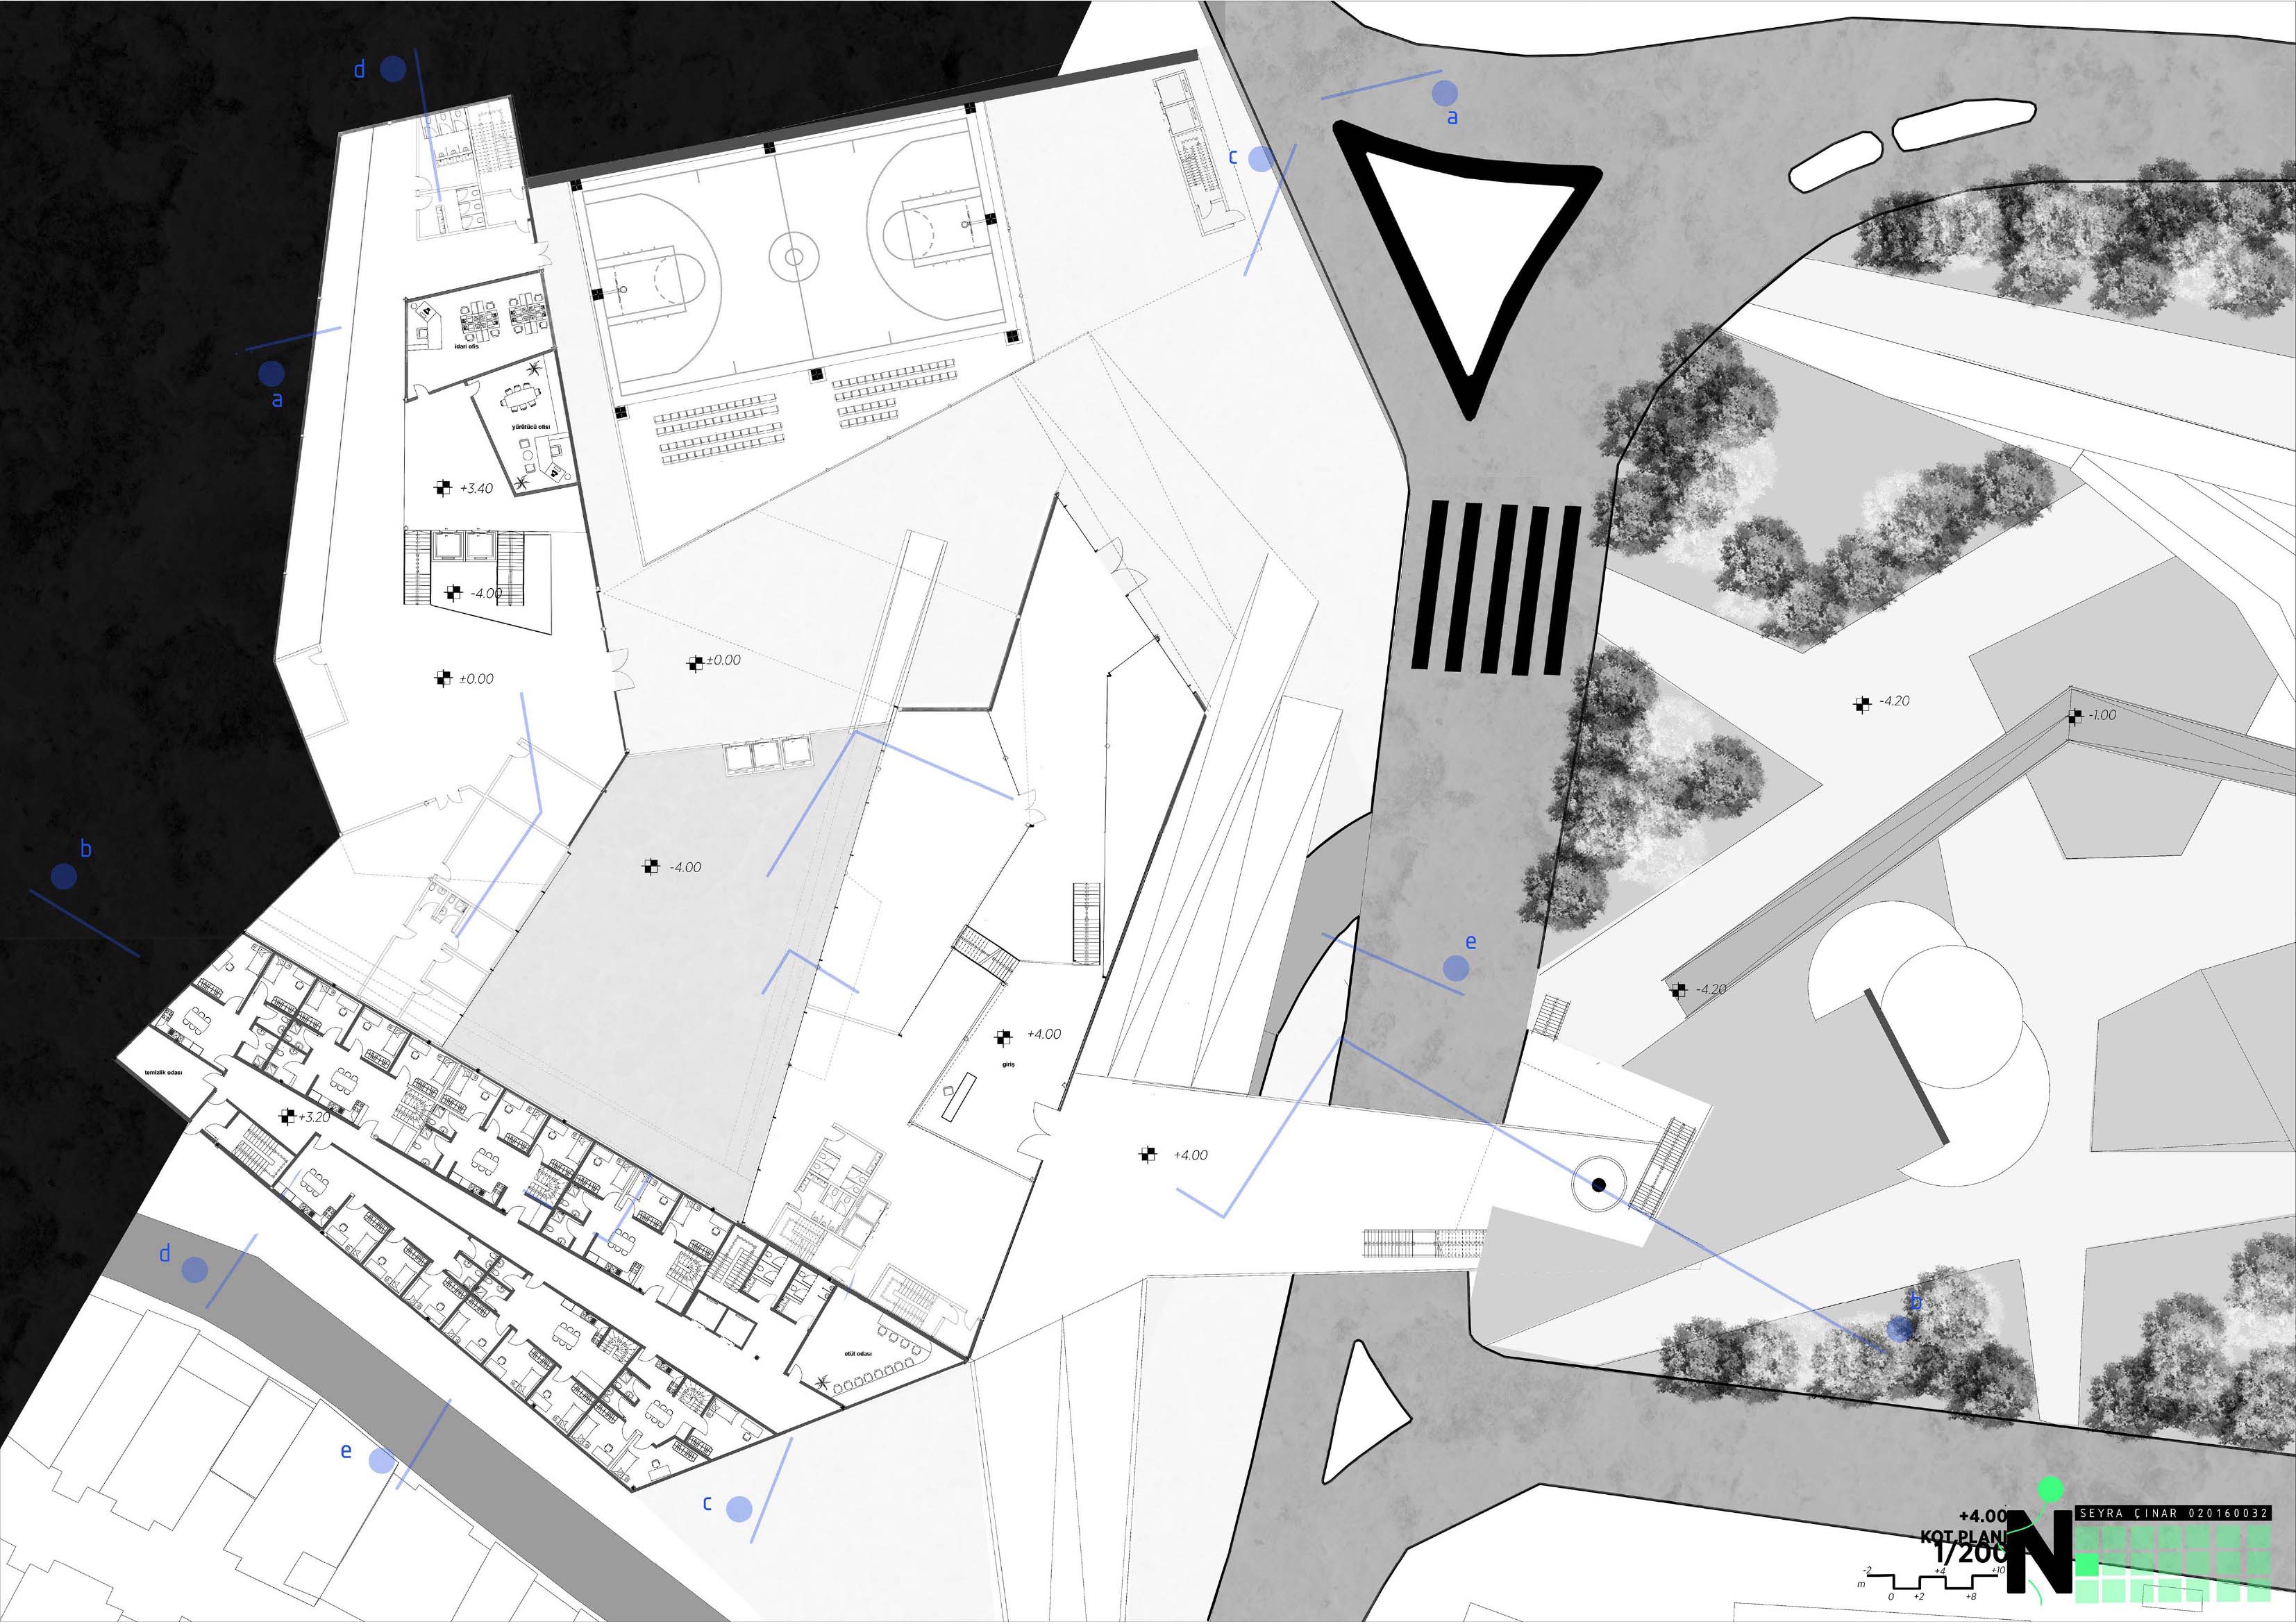 d
a
c
idari ofis
a
yürütücü ofisi
+3.40
-4.00
±0.00
±0.00
-4.20
-1.00
b
-4.00
e
-4.20
+4.00
giriş
temizlik odası
+3.20
+4.00
d
b
etüt odası
e
c
+4.00
KOT PLANI
1/200
N
SEYRA ÇINAR 020160032
-2 +4 +10
m
0 +2 +8